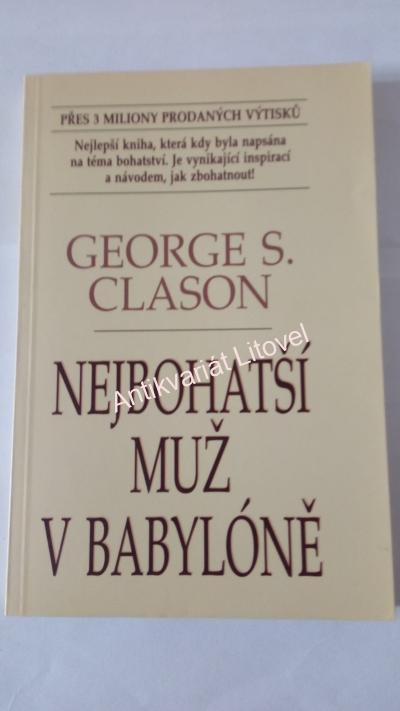 PŘES 3 MILIONY PRODANÝCH VÝTISKŮ
Nejlepší kniha, která kdy byla napsána
na téma bohatství. Je vynikající inspirací
a návodem, jak zbohatnout!
GEORGE S.
CLASON
Antikvariát Litovel
NEJBOHATŠÍ
MUŽ
V BABYLÓNĚ